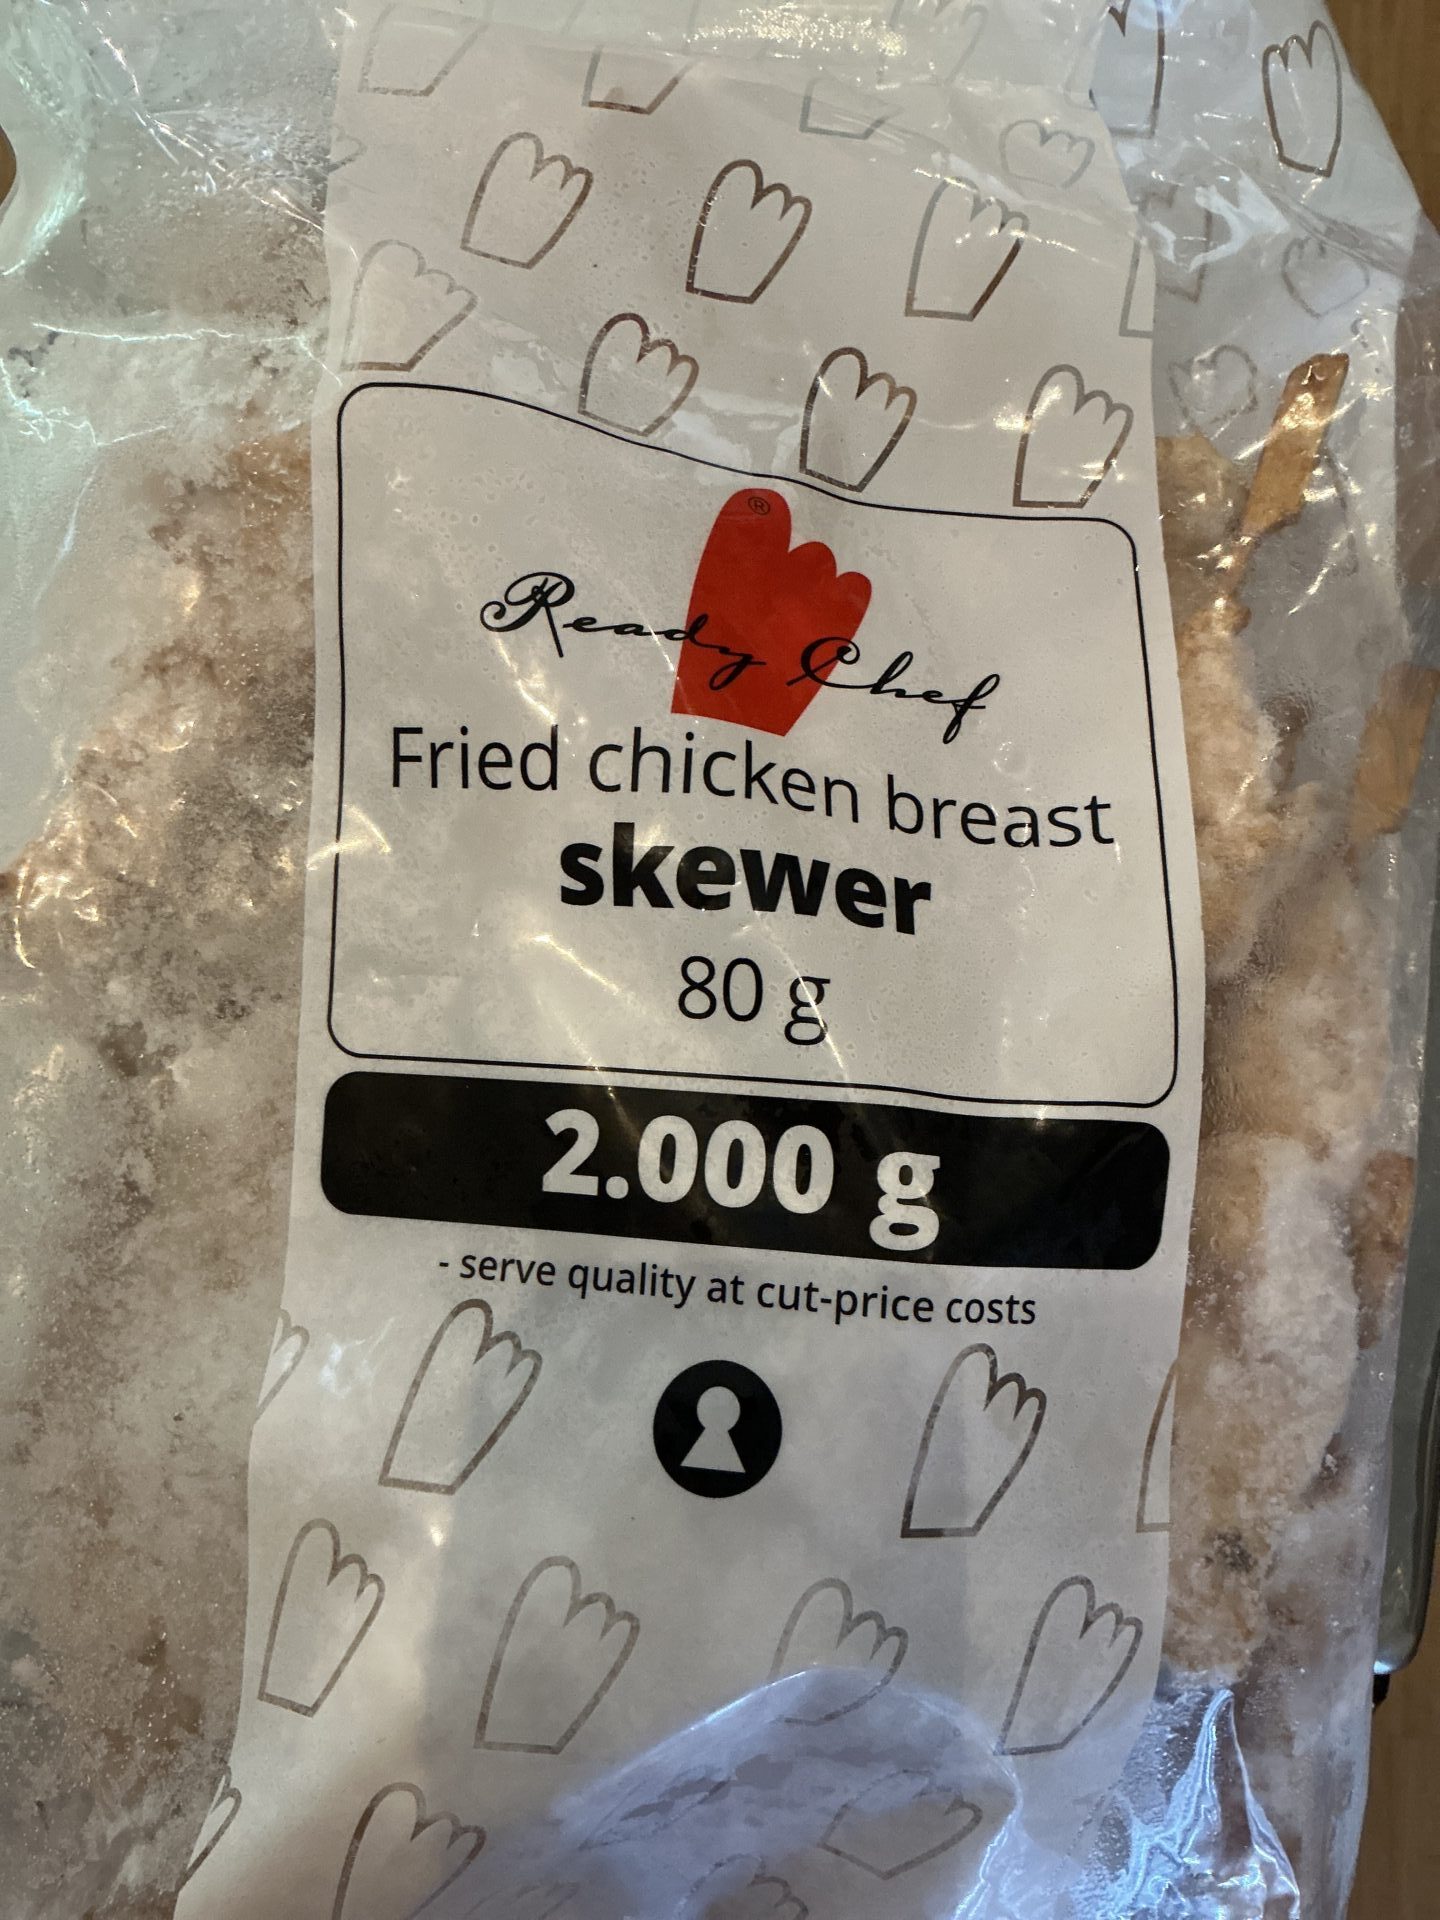 ®
Ready Chef
Fried chicken breast
skewer
80 g
2.000 g
- serve quality at cut-price costs